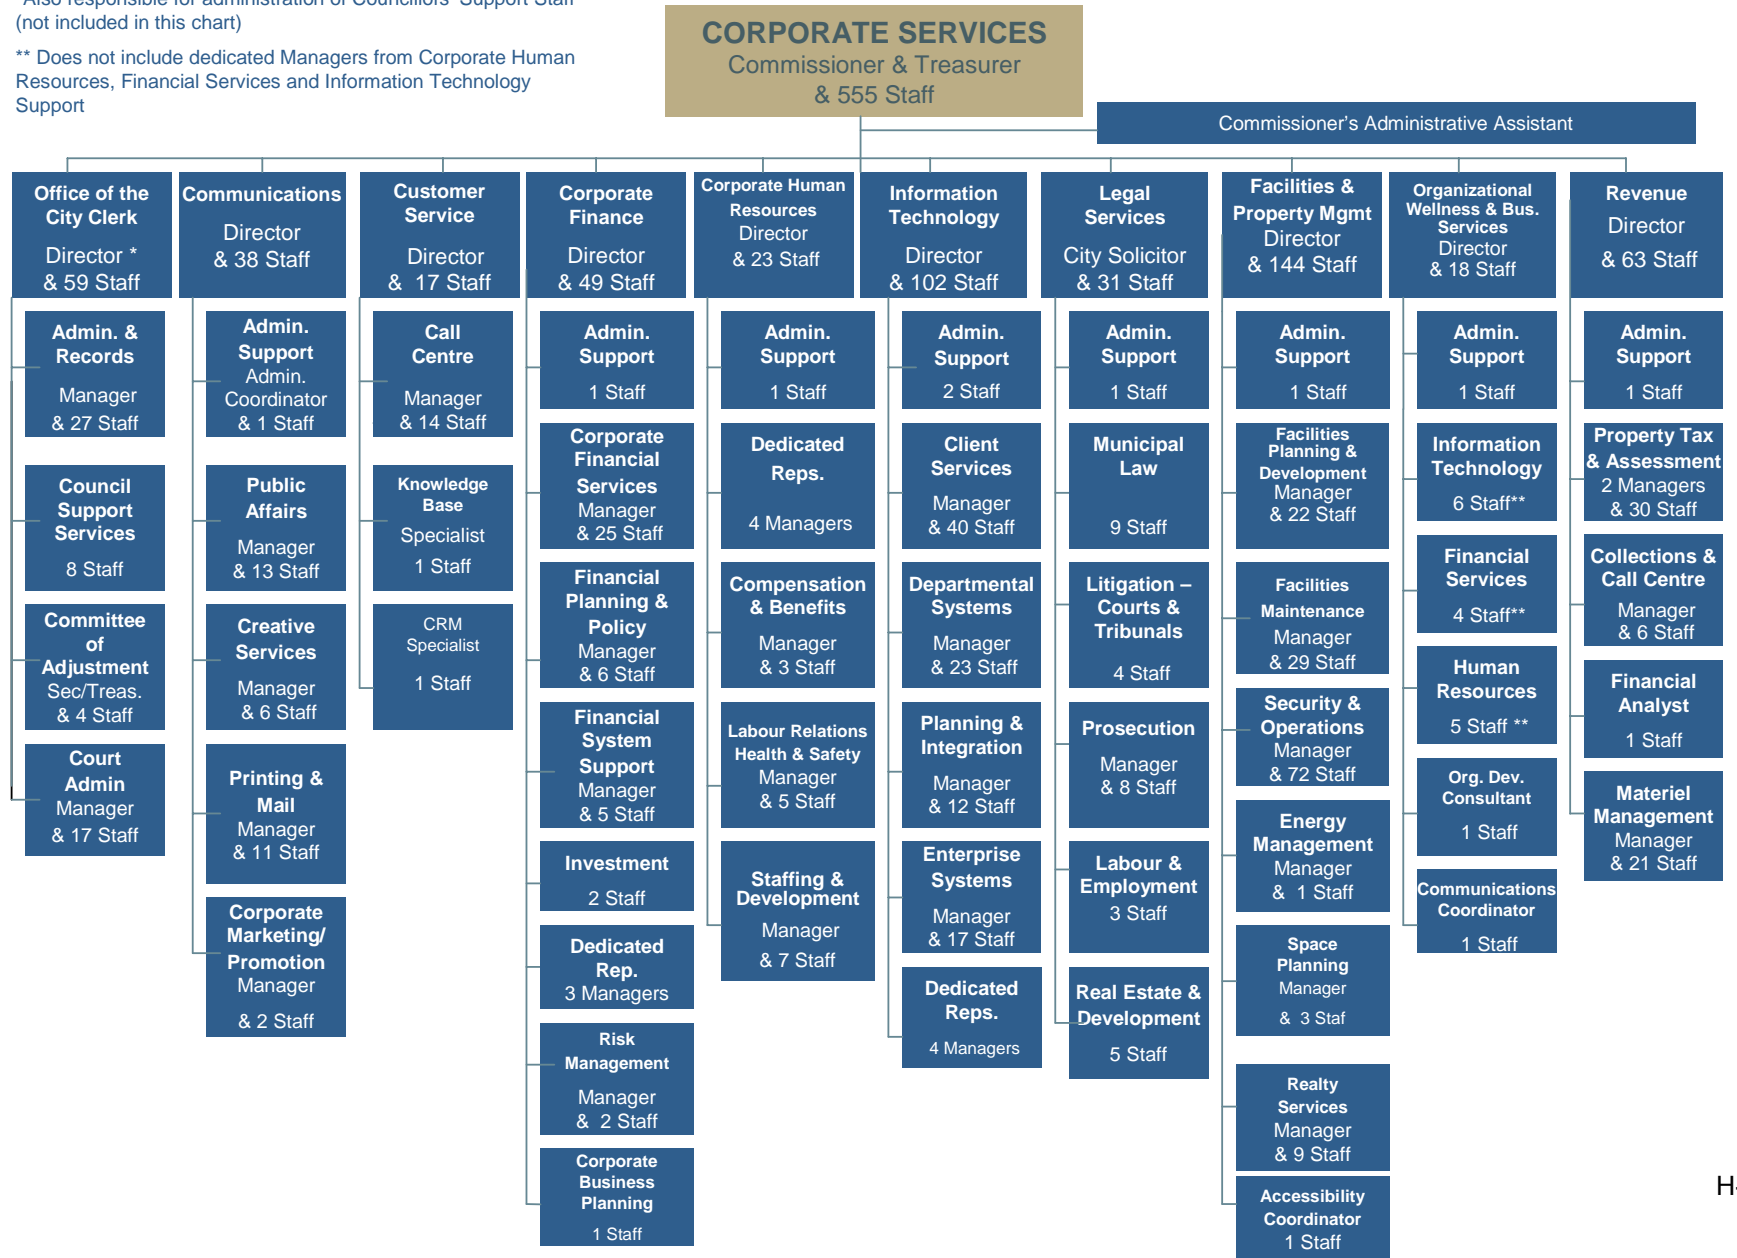 *Also responsible for administration of Councillors' Support Staff
(not included in this chart)
** Does not include dedicated Managers from Corporate Human
Resources, Financial Services and Information Technology
Support
CORPORATE SERVICES
Commissioner & Treasurer
& 555 Staff
Commissioner's Administrative Assistant
Office of the
City Clerk
Director *
& 59 Staff
Admin. &
Records
Manager
& 27 Staff
Council
Support
Services
8 Staff
Committee
of
Adjustment
Sec/Treas.
& 4 Staff
Court
Admin
Manager
& 17 Staff
Communications
Director
& 38 Staff
Admin.
Support
Admin.
Coordinator
& 1 Staff
Public
Affairs
Manager
& 13 Staff
Creative
Services
Manager
& 6 Staff
Printing &
Mail
Manager
& 11 Staff
Corporate
Marketing/
Promotion
Manager
& 2 Staff
Customer
Service
Director
& 17 Staff
Call
Centre
Manager
& 14 Staff
Knowledge
Base
Specialist
1 Staff
CRM
Specialist
1 Staff
Corporate
Finance
Director
& 49 Staff
Admin.
Support
1 Staff
Corporate
Financial
Services
Manager
& 25 Staff
Financial
Planning &
Policy
Manager
& 6 Staff
Financial
System
Support
Manager
& 5 Staff
Investment
2 Staff
Dedicated
Rep.
3 Managers
Risk
Management
Manager
& 2 Staff
Corporate
Business
Planning
1 Staff
Corporate Human
Resources
Director
& 23 Staff
Admin.
Support
1 Staff
Dedicated
Reps.
4 Managers
Compensation
& Benefits
Manager
& 3 Staff
Labour Relations
Health & Safety
Manager
& 5 Staff
Staffing &
Development
Manager
& 7 Staff
Information
Technology
Director
& 102 Staff
Admin.
Support
2 Staff
Client
Services
Manager
& 40 Staff
Departmental
Systems
Manager
& 23 Staff
Planning &
Integration
Manager
& 12 Staff
Enterprise
Systems
Manager
& 17 Staff
Dedicated
Reps.
4 Managers
Legal
Services
City Solicitor
& 31 Staff
Admin.
Support
1 Staff
Municipal
Law
9 Staff
Litigation –
Courts &
Tribunals
4 Staff
Prosecution
Manager
& 8 Staff
Labour &
Employment
3 Staff
Real Estate &
Development
5 Staff
Facilities &
Property Mgmt
Director
& 144 Staff
Admin.
Support
1 Staff
Facilities
Planning &
Development
Manager
& 22 Staff
Facilities
Maintenance
Manager
& 29 Staff
Security &
Operations
Manager
& 72 Staff
Energy
Management
Manager
& 1 Staff
Space
Planning
Manager
& 3 Staf
Realty
Services
Manager
& 9 Staff
Accessibility
Coordinator
1 Staff
Organizational
Wellness & Bus.
Services
Director
& 18 Staff
Admin.
Support
1 Staff
Information
Technology
6 Staff**
Financial
Services
4 Staff**
Human
Resources
5 Staff **
Org. Dev.
Consultant
1 Staff
Communications
Coordinator
1 Staff
Revenue
Director
& 63 Staff
Admin.
Support
1 Staff
Property Tax
& Assessment
2 Managers
& 30 Staff
Collections &
Call Centre
Manager
& 6 Staff
Financial
Analyst
1 Staff
Materiel
Management
Manager
& 21 Staff
H-